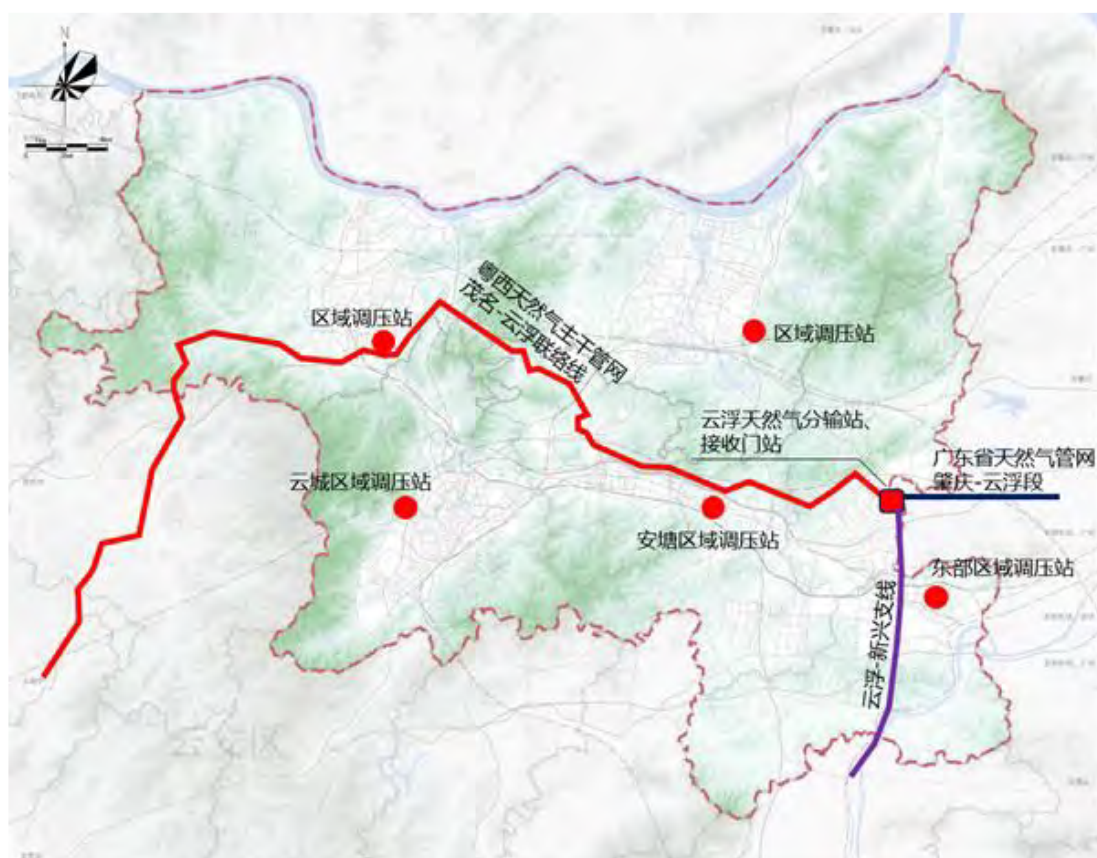 N
粤西天然气主干管网
茂名-云浮联络线
区域调压站
区域调压站
云浮天然气分输站、
接收门站
广东省天然气管网
肇庆-云浮段
云城区域调压站
安塘区域调压站
东部区域调压站
云浮-新兴支线